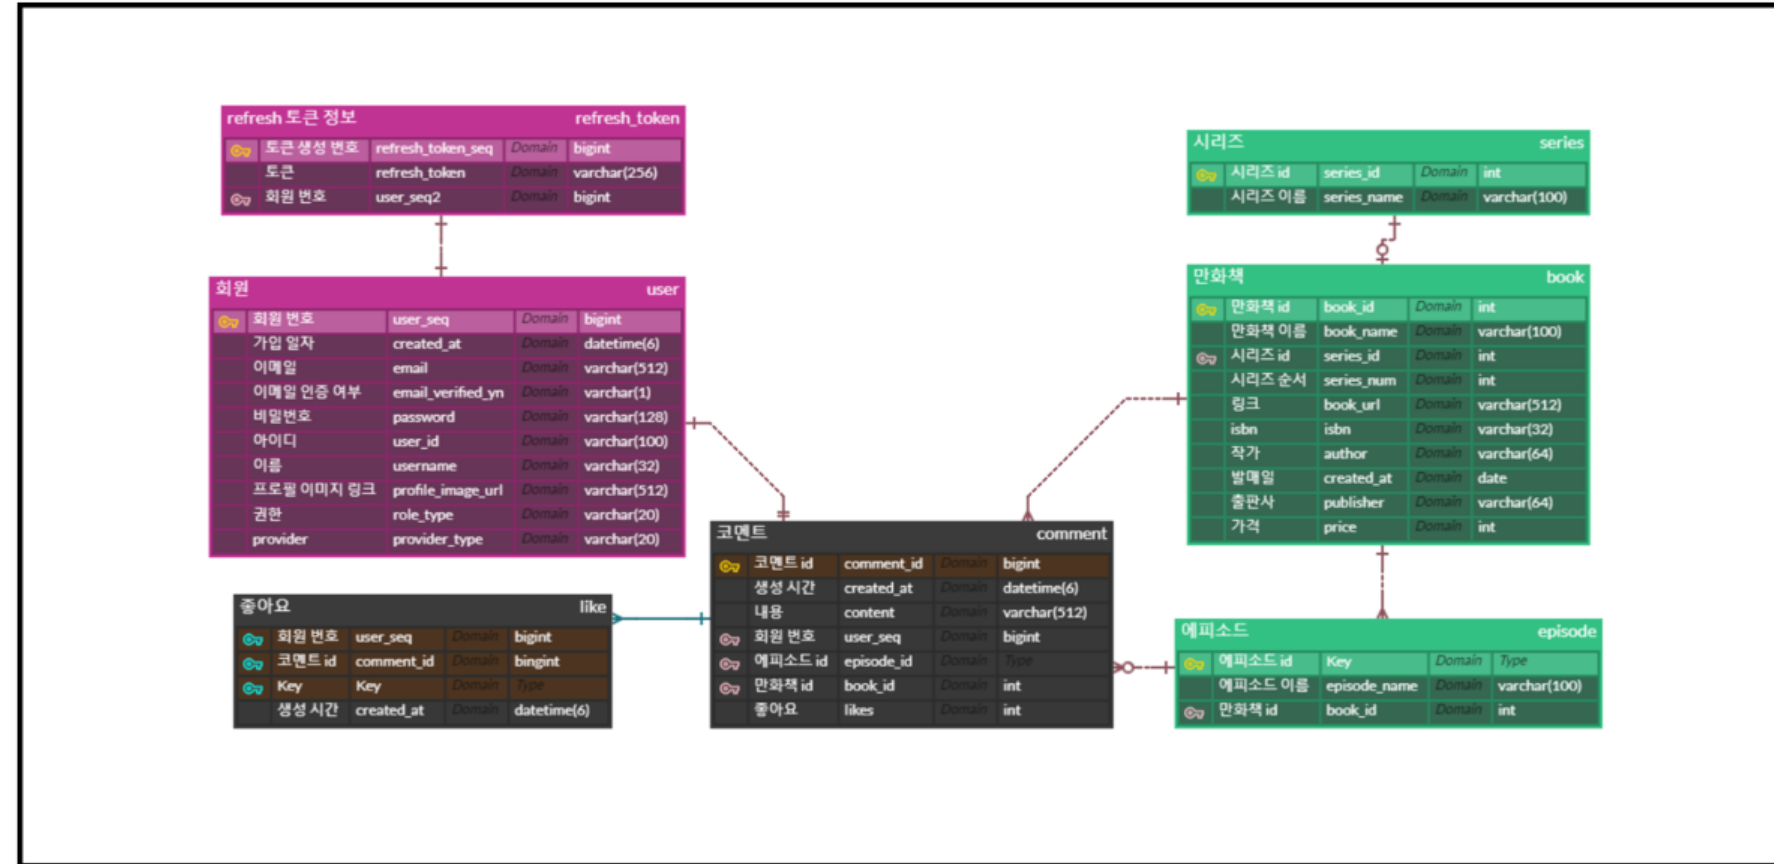 refresh 토큰 정보 refresh_token
토큰 생성 번호 refresh_token_seq Domain bigint
토큰 refresh_token Domain varchar(256)
회원 번호 user_seq2 Domain bigint
회원 user
회원 번호 user_seq Domain bigint
가입 일자 created_at Domain datetime(6)
이메일 email Domain varchar(512)
이메일 인증 여부 email_verified_yn Domain varchar(1)
비밀번호 password Domain varchar(128)
아이디 user_id Domain varchar(100)
이름 username Domain varchar(32)
프로필 이미지 링크 profile_image_url Domain varchar(512)
권한 role_type Domain varchar(20)
provider provider_type Domain varchar(20)
좋아요 like
회원 번호 user_seq Domain bigint
코멘트 id comment_id Domain bingint
Key Key Domain Type
생성 시간 created_at Domain datetime(6)
코멘트 comment
코멘트 id comment_id Domain bigint
생성 시간 created_at Domain datetime(6)
내용 content Domain varchar(512)
회원 번호 user_seq Domain bigint
에피소드 id episode_id Domain Type
만화책 id book_id Domain int
좋아요 likes Domain int
시리즈 series
시리즈 id series_id Domain int
시리즈 이름 series_name Domain varchar(100)
만화책 book
만화책 id book_id Domain int
만화책 이름 book_name Domain varchar(100)
시리즈 id series_id Domain int
시리즈 순서 series_num Domain int
링크 book_url Domain varchar(512)
isbn isbn Domain varchar(32)
작가 author Domain varchar(64)
발매일 created_at Domain date
출판사 publisher Domain varchar(64)
가격 price Domain int
에피소드 episode
에피소드 id Key Domain Type
에피소드 이름 episode_name Domain varchar(100)
만화책 id book_id Domain int